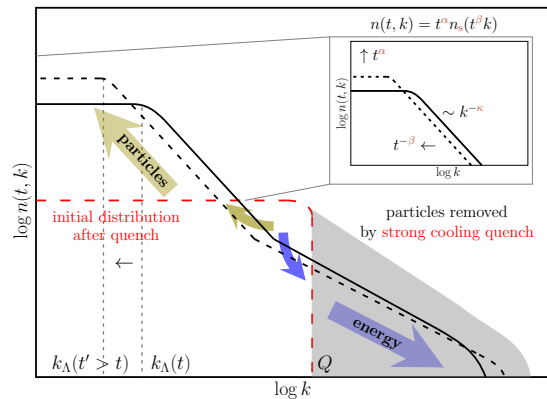 n(t, k) = t^α n_s(t^β k)
↑ t^α
log n(t, k)
∼ k^{−κ}
t^{−β} ←
log k
log n(t, k)
particles
initial distribution
after quench
particles removed
by strong cooling quench
←
energy
k_Λ(t′ > t)
k_Λ(t)
Q
log k